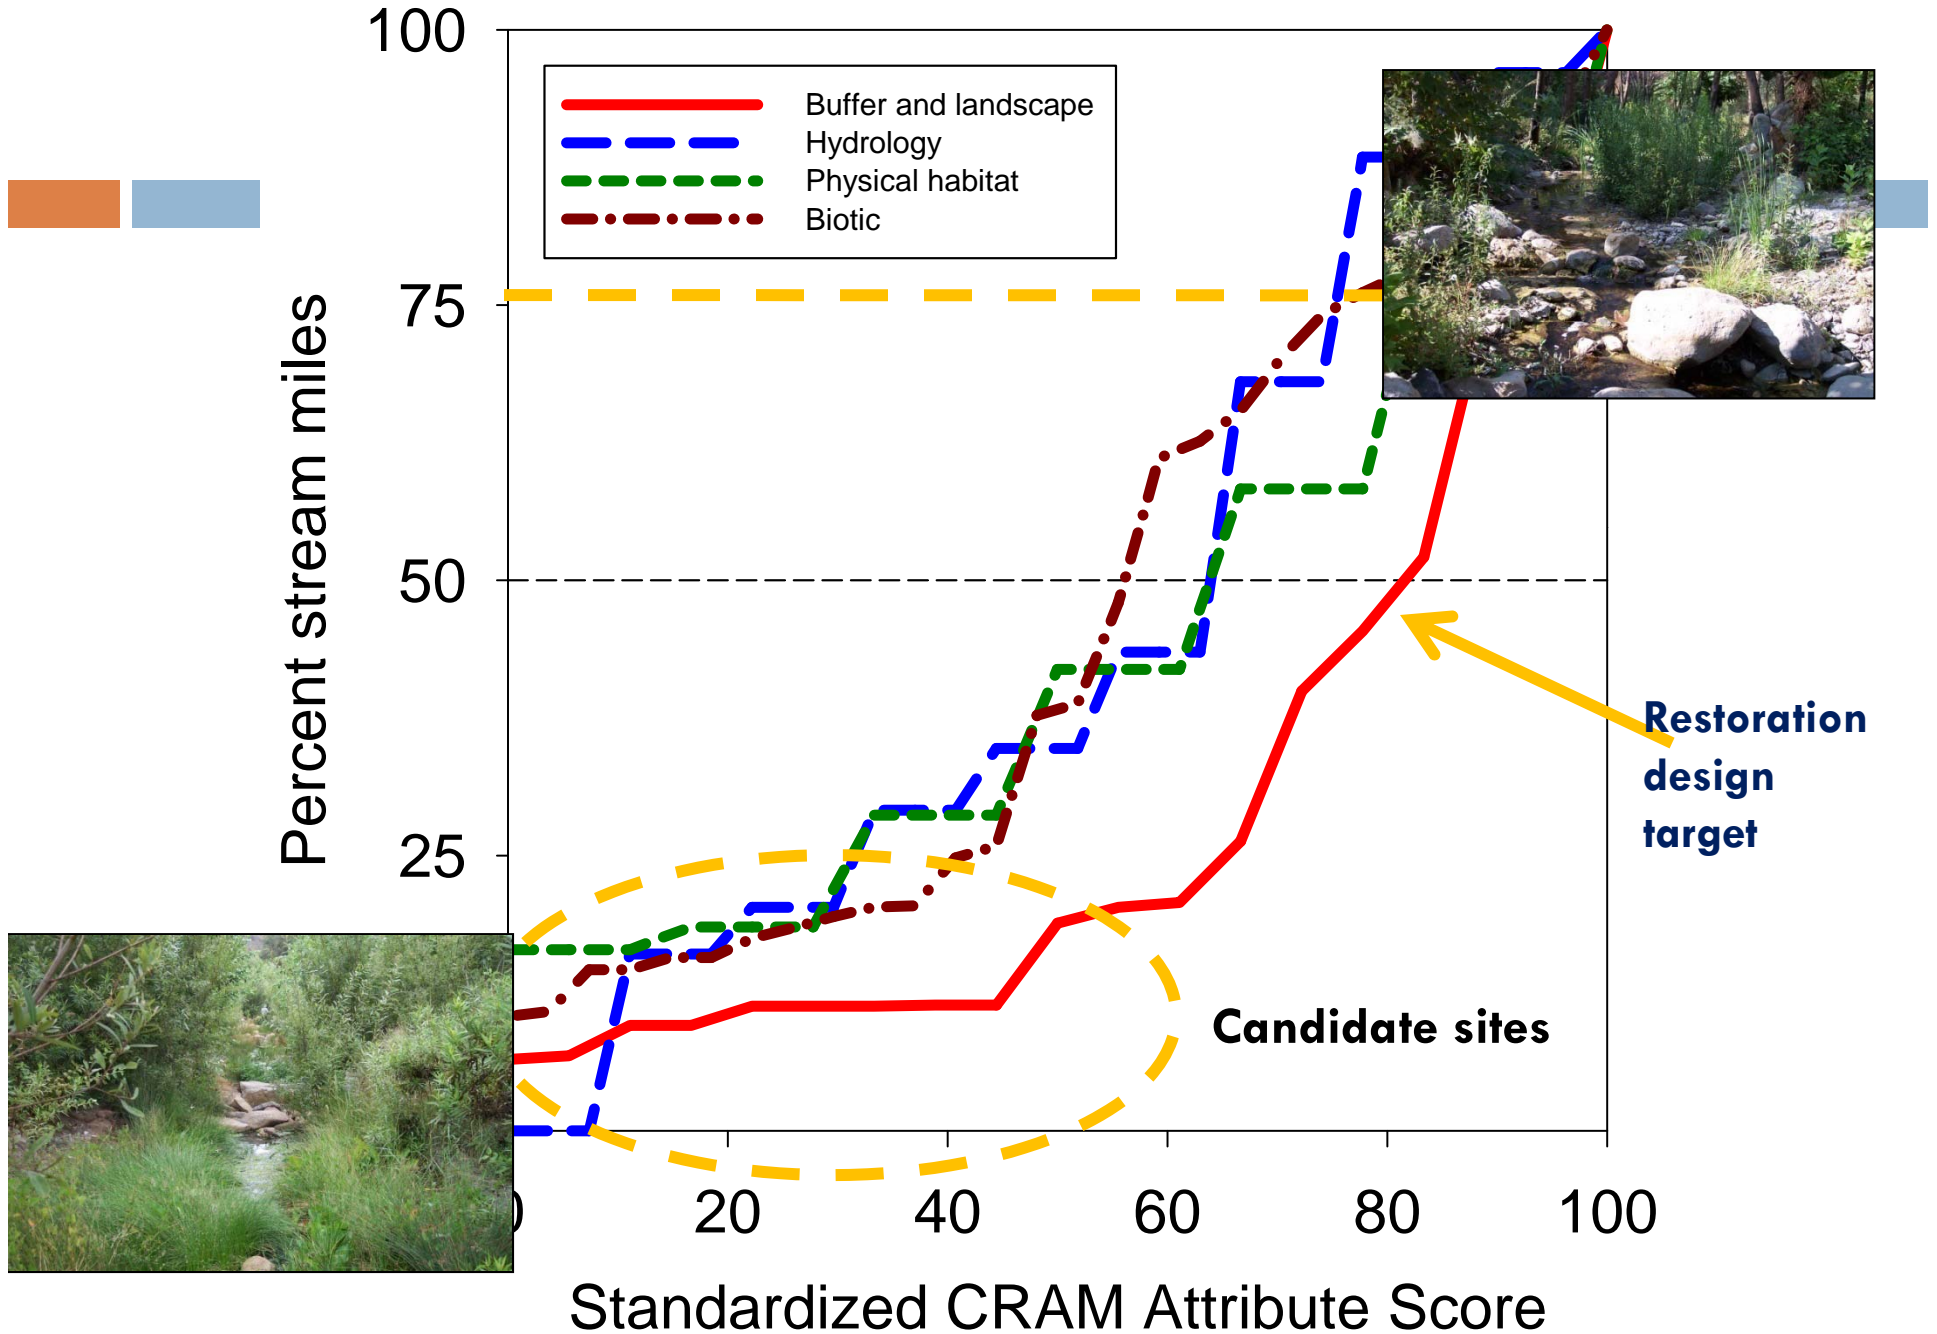 100
Buffer and landscape
Hydrology
Physical habitat
Biotic
75
Percent stream miles
50
Restoration
design
target
25
Candidate sites
0 20 40 60 80 100
Standardized CRAM Attribute Score